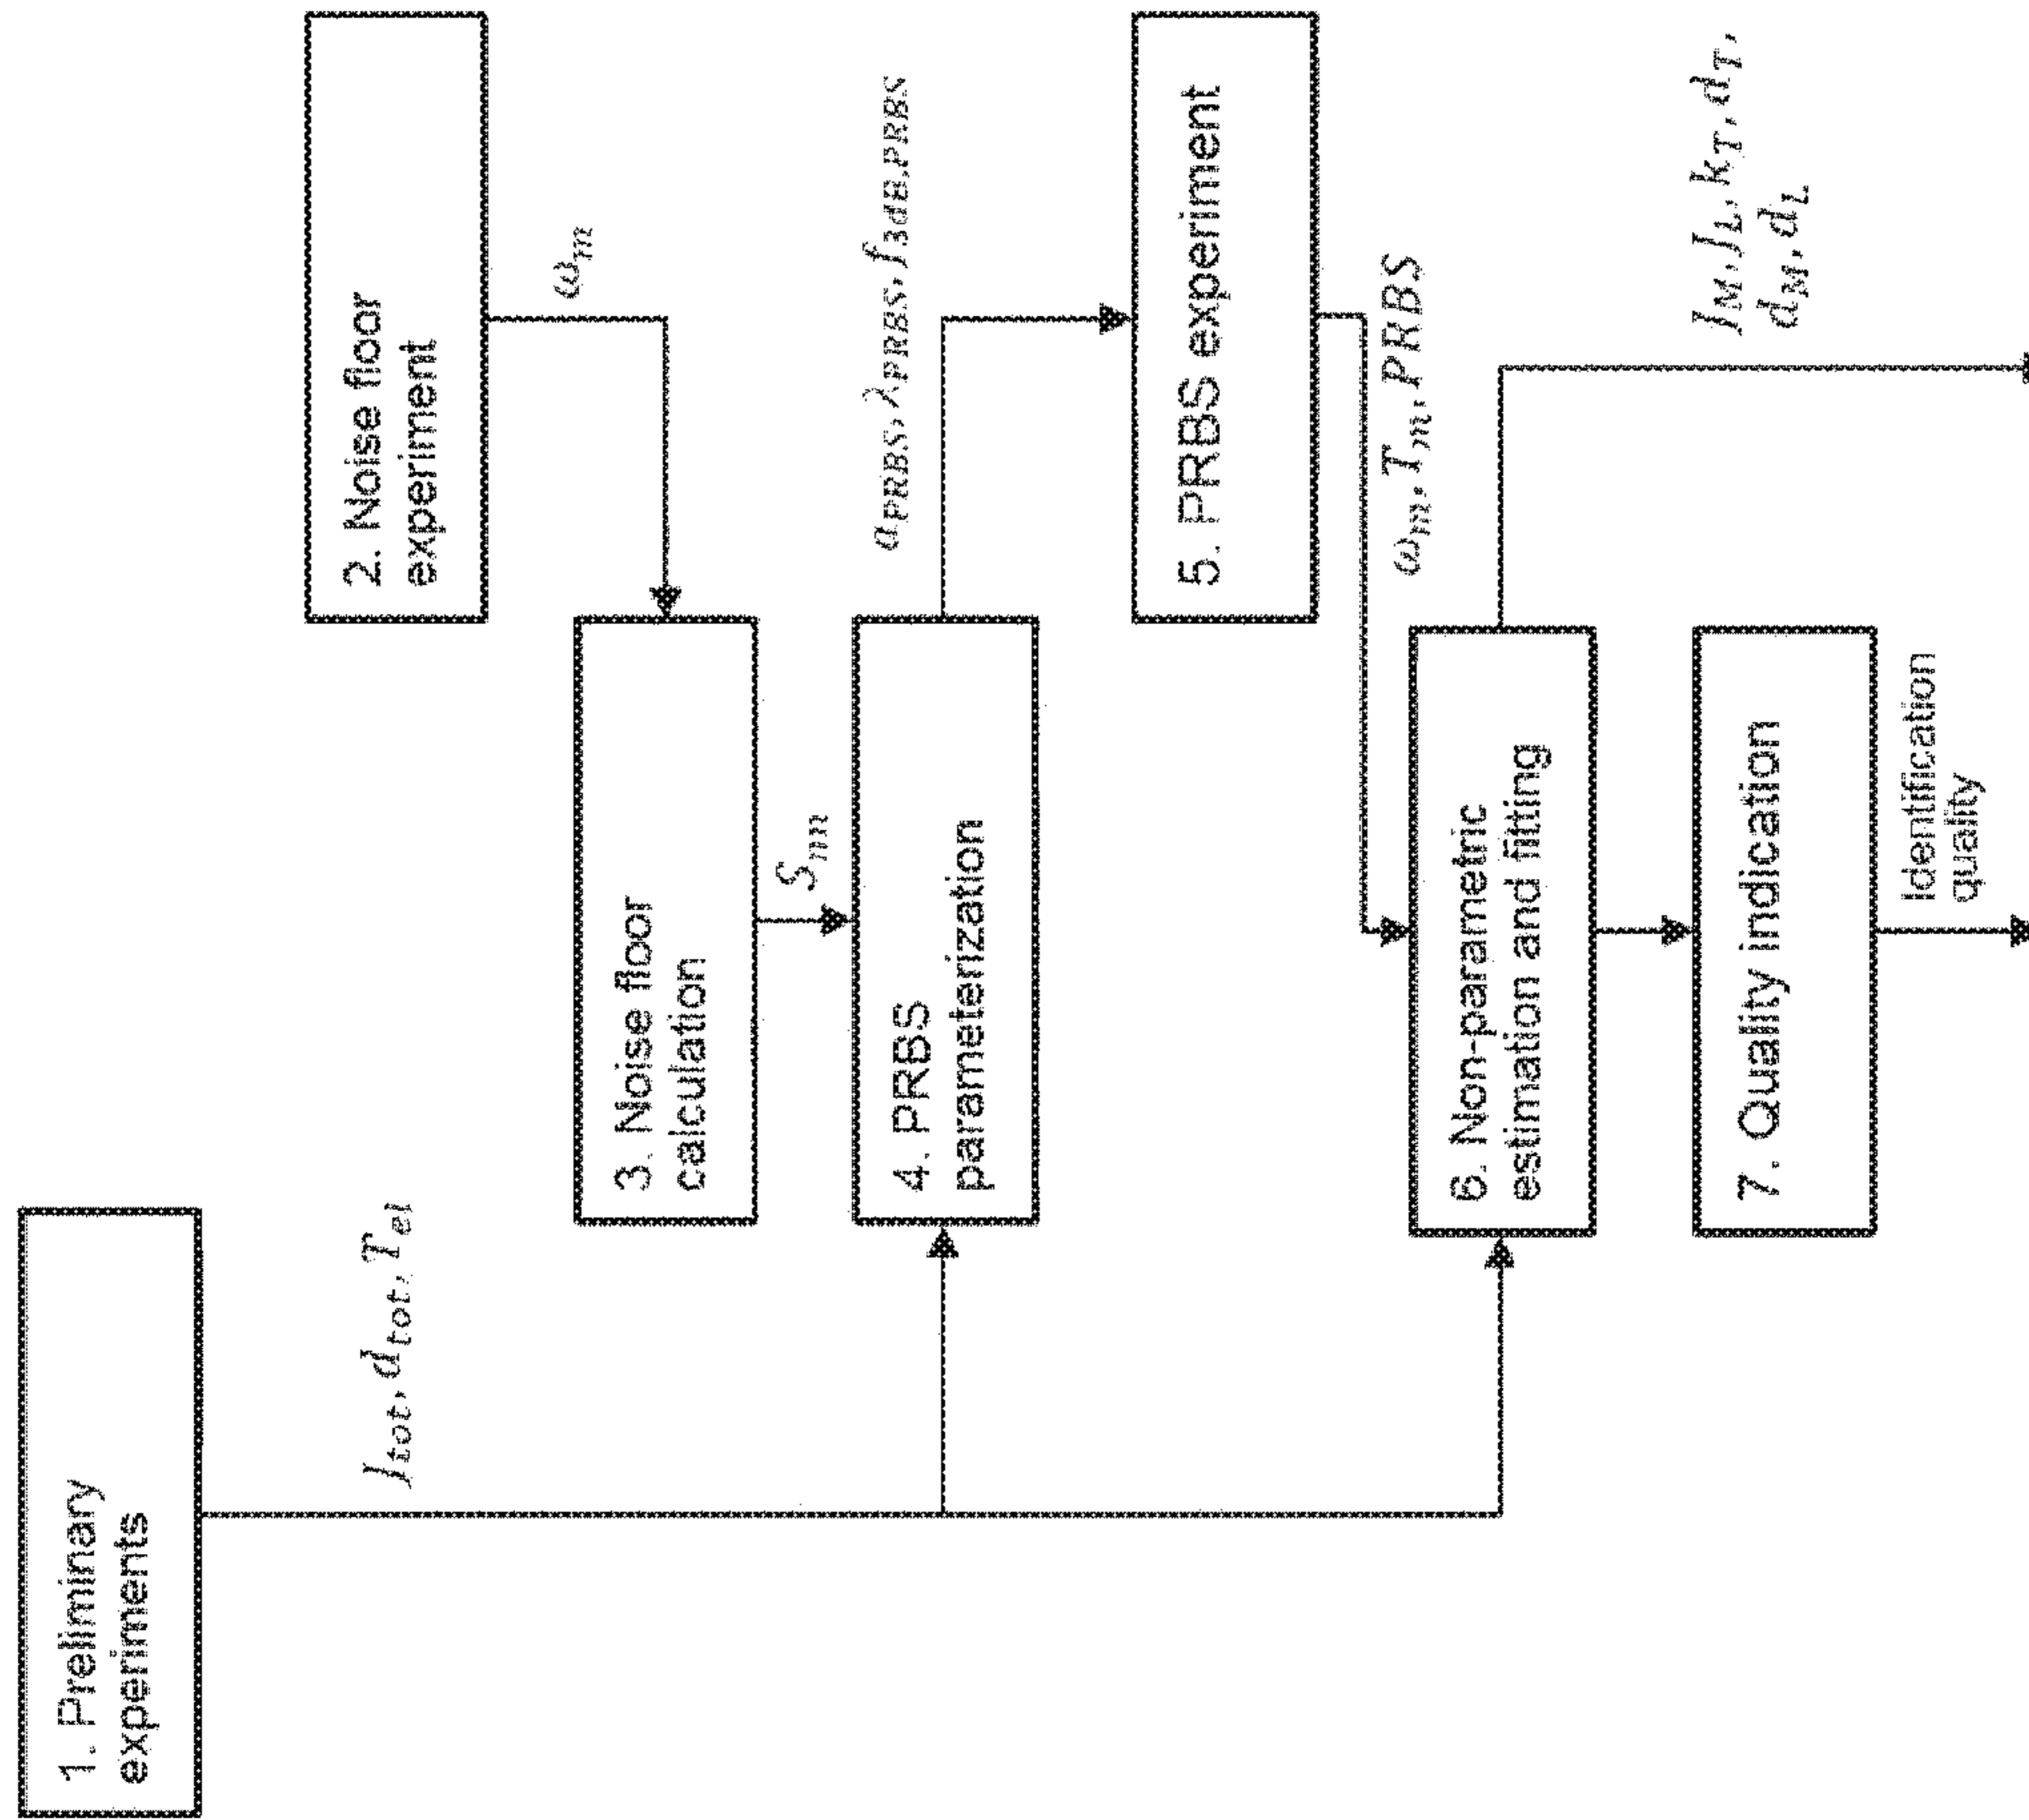 1. Preliminary
experiments
J_tot, d_tot, T_el
2. Noise floor
experiment
ω_m
3. Noise floor
calculation
S_nn
4. PRBS
parameterization
a_PRBS, λ_PRBS, f_3dB,PRBS
5. PRBS experiment
ω_m, T_m, PRBS
6. Non-parametric
estimation and fitting
J_M, J_L, k_T, d_T,
d_M, d_L
7. Quality indication
Identification
quality